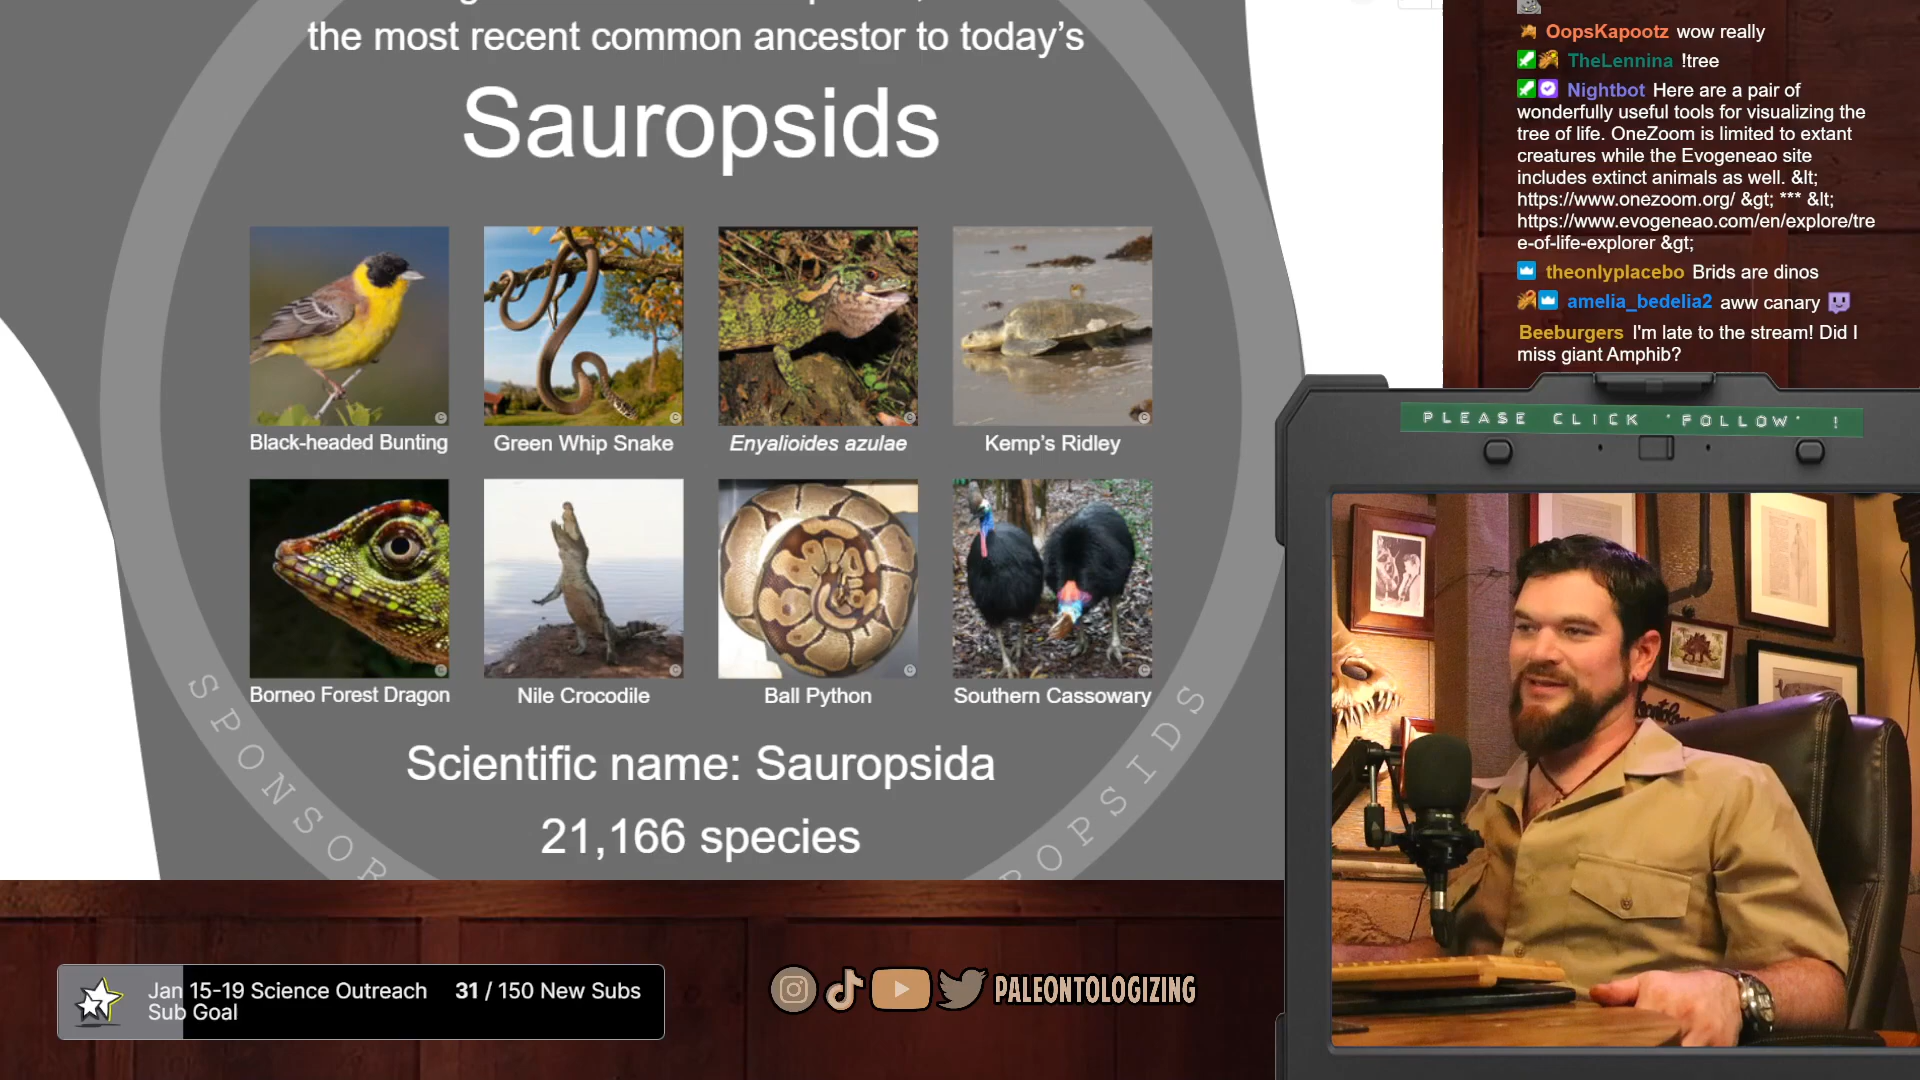 the most recent common ancestor to today's
Sauropsids
Black-headed Bunting
Green Whip Snake
Enyalioides azulae
Kemp's Ridley
Borneo Forest Dragon
Nile Crocodile
Ball Python
Southern Cassowary
Scientific name: Sauropsida
21,166 species
SPONSOR
OPSIDS
Jan 15-19 Science Outreach
Sub Goal
31 / 150 New Subs
PALEONTOLOGIZING
OopsKapootz wow really
TheLennina !tree
Nightbot Here are a pair of
wonderfully useful tools for visualizing the
tree of life. OneZoom is limited to extant
creatures while the Evogeneao site
includes extinct animals as well. &lt;
https://www.onezoom.org/ &gt; *** &lt;
https://www.evogeneao.com/en/explore/tre
e-of-life-explorer &gt;
theonlyplacebo Brids are dinos
amelia_bedelia2 aww canary
Beeburgers I'm late to the stream! Did I
miss giant Amphib?
PLEASE CLICK "FOLLOW" !